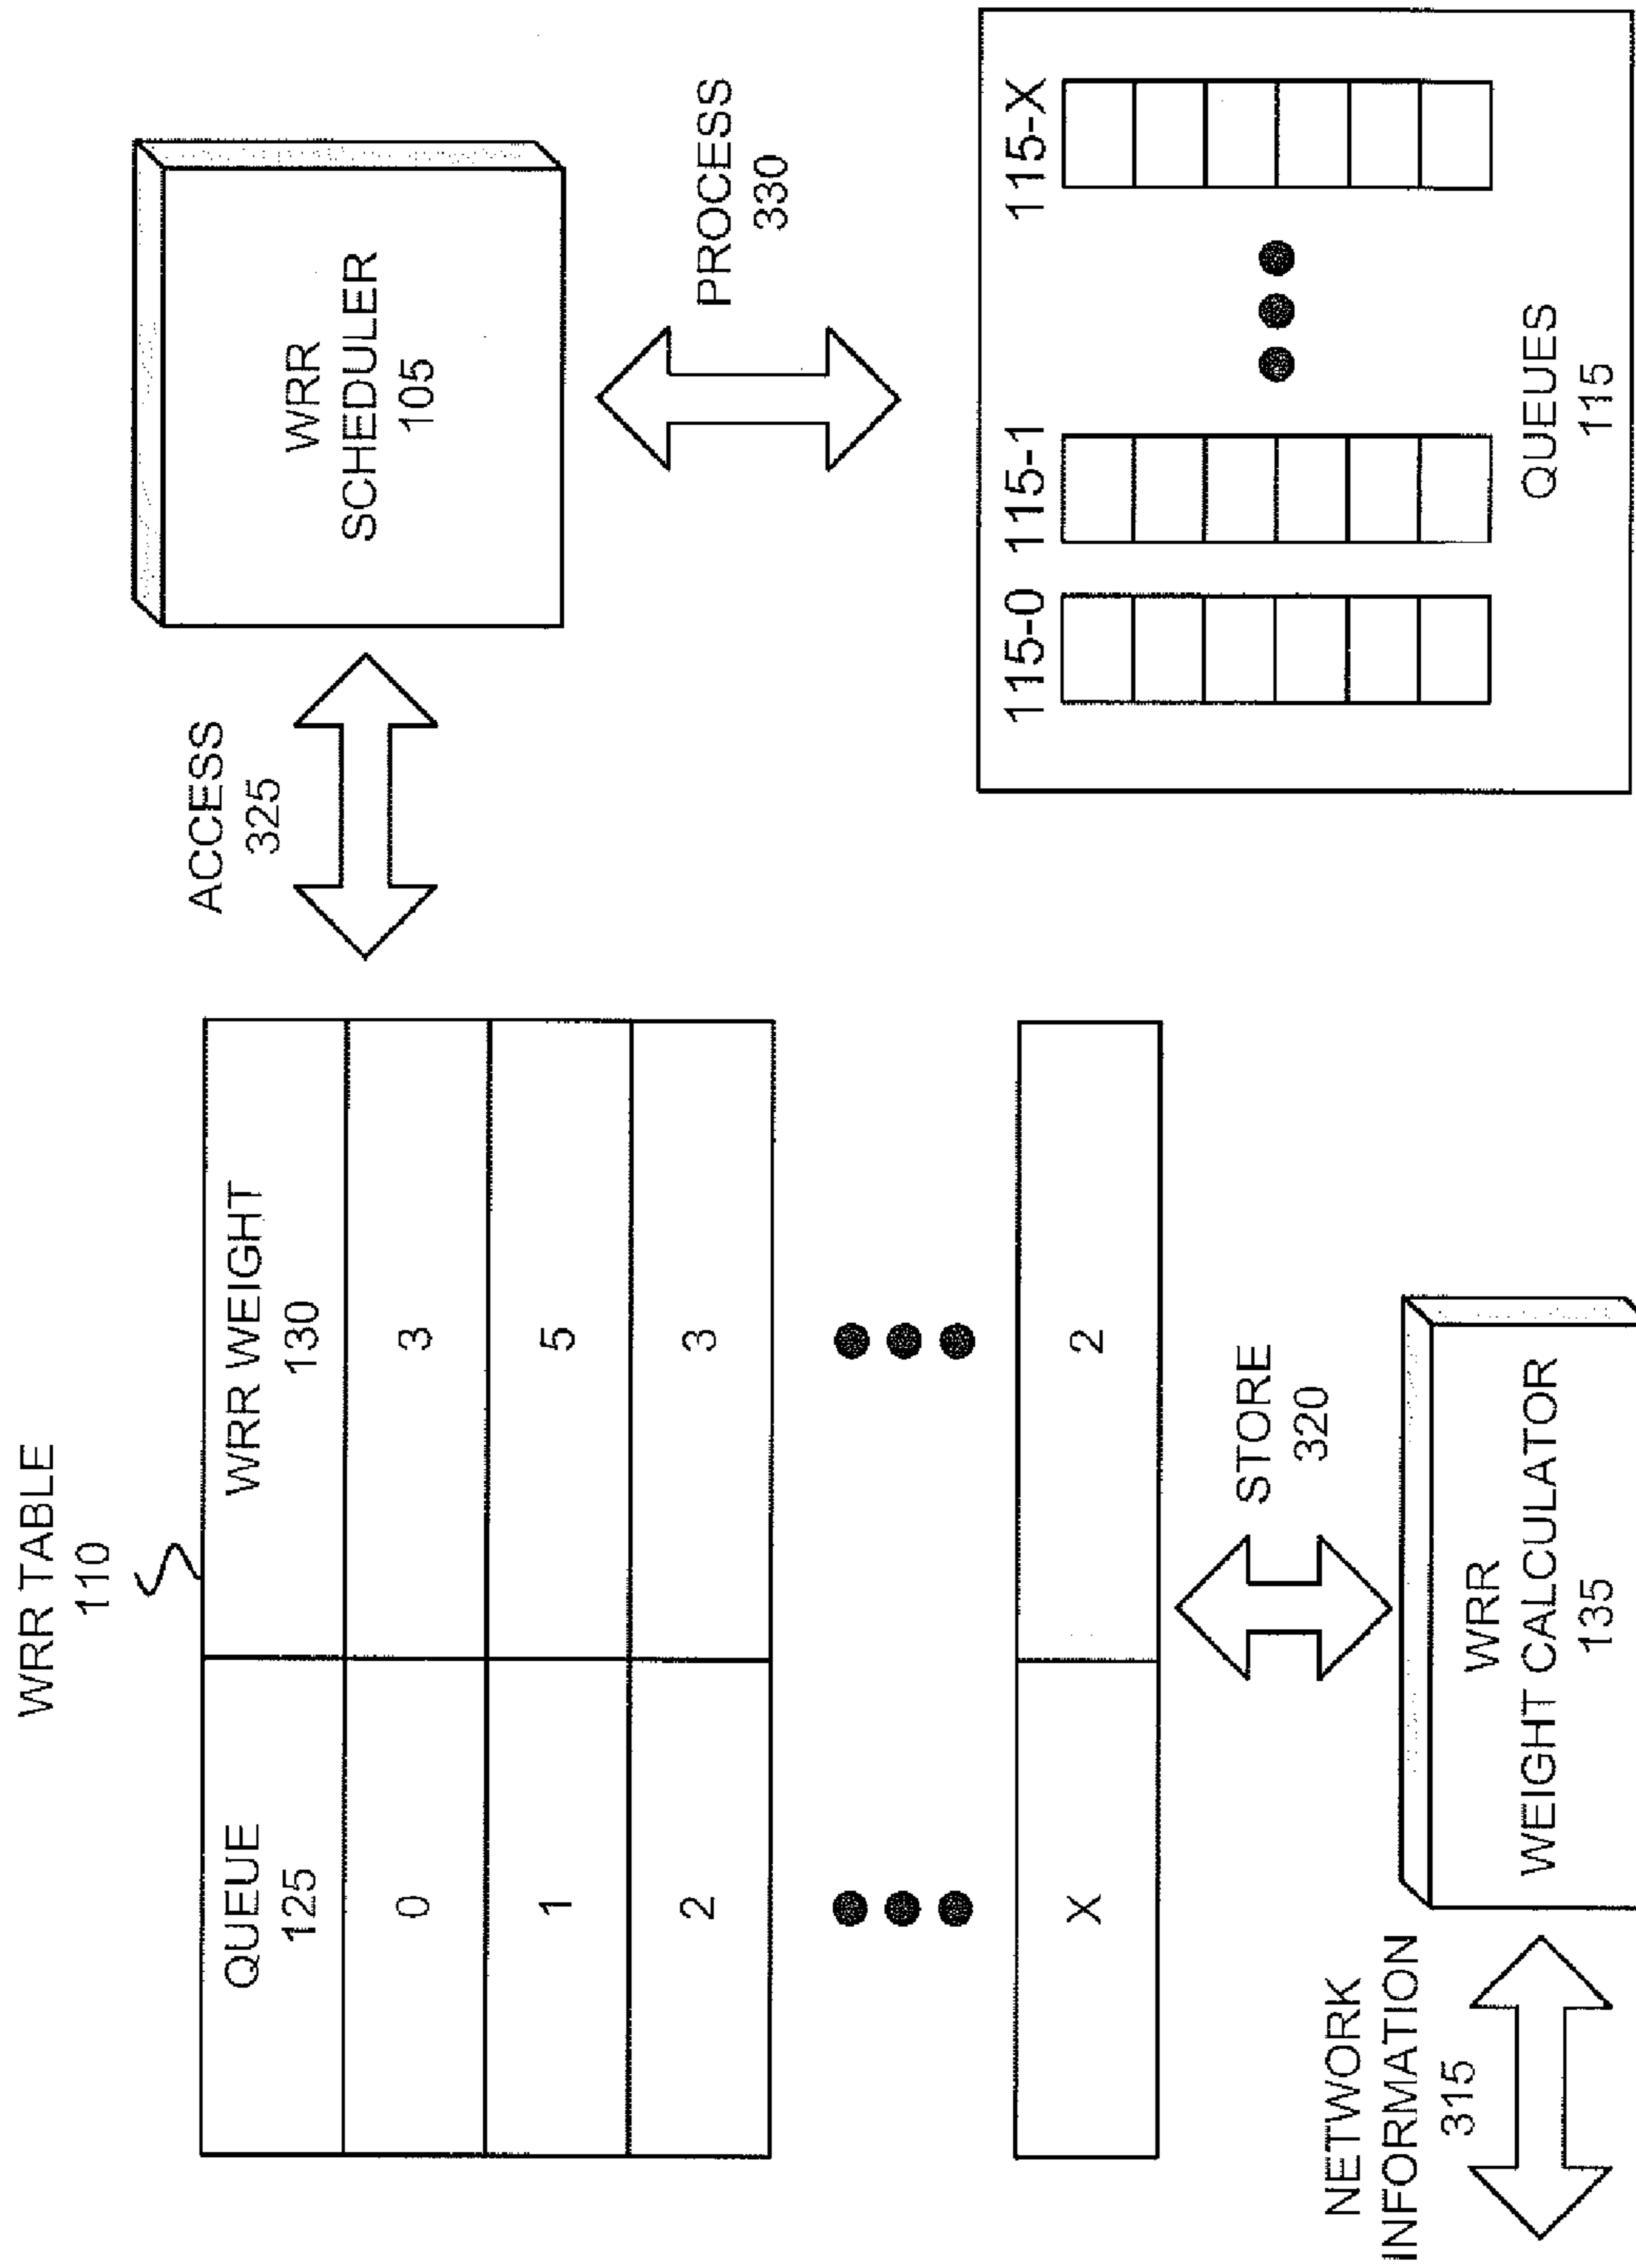 WRR TABLE
110
QUEUE
125
WRR WEIGHT
130
0
3
1
5
2
3
X
2
ACCESS
325
WRR
SCHEDULER
105
PROCESS
330
115-0
115-1
115-X
QUEUES
115
STORE
320
NETWORK
INFORMATION
315
WRR
WEIGHT CALCULATOR
135